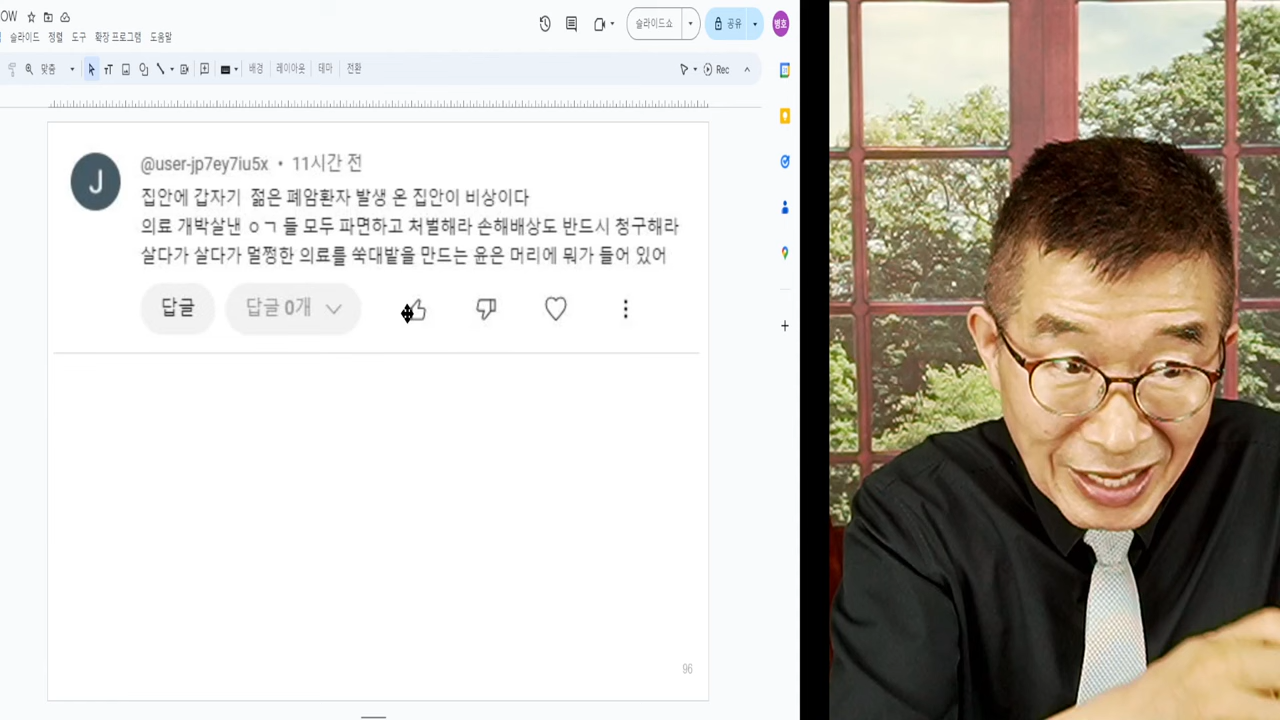 OW
슬라이드 정렬 도구 확장 프로그램 도움말
슬라이드쇼
공유
병호
맞춤
배경 레이아웃 테마 전환
Rec
J
@user-jp7ey7iu5x • 11시간 전
집안에 갑자기 젊은 폐암환자 발생 온 집안이 비상이다
의료 개박살낸 ㅇㄱ 들 모두 파면하고 처벌해라 손해배상도 반드시 청구해라
살다가 살다가 멀쩡한 의료를 쑥대밭을 만드는 윤은 머리에 뭐가 들어 있어
답글
답글 0개
96